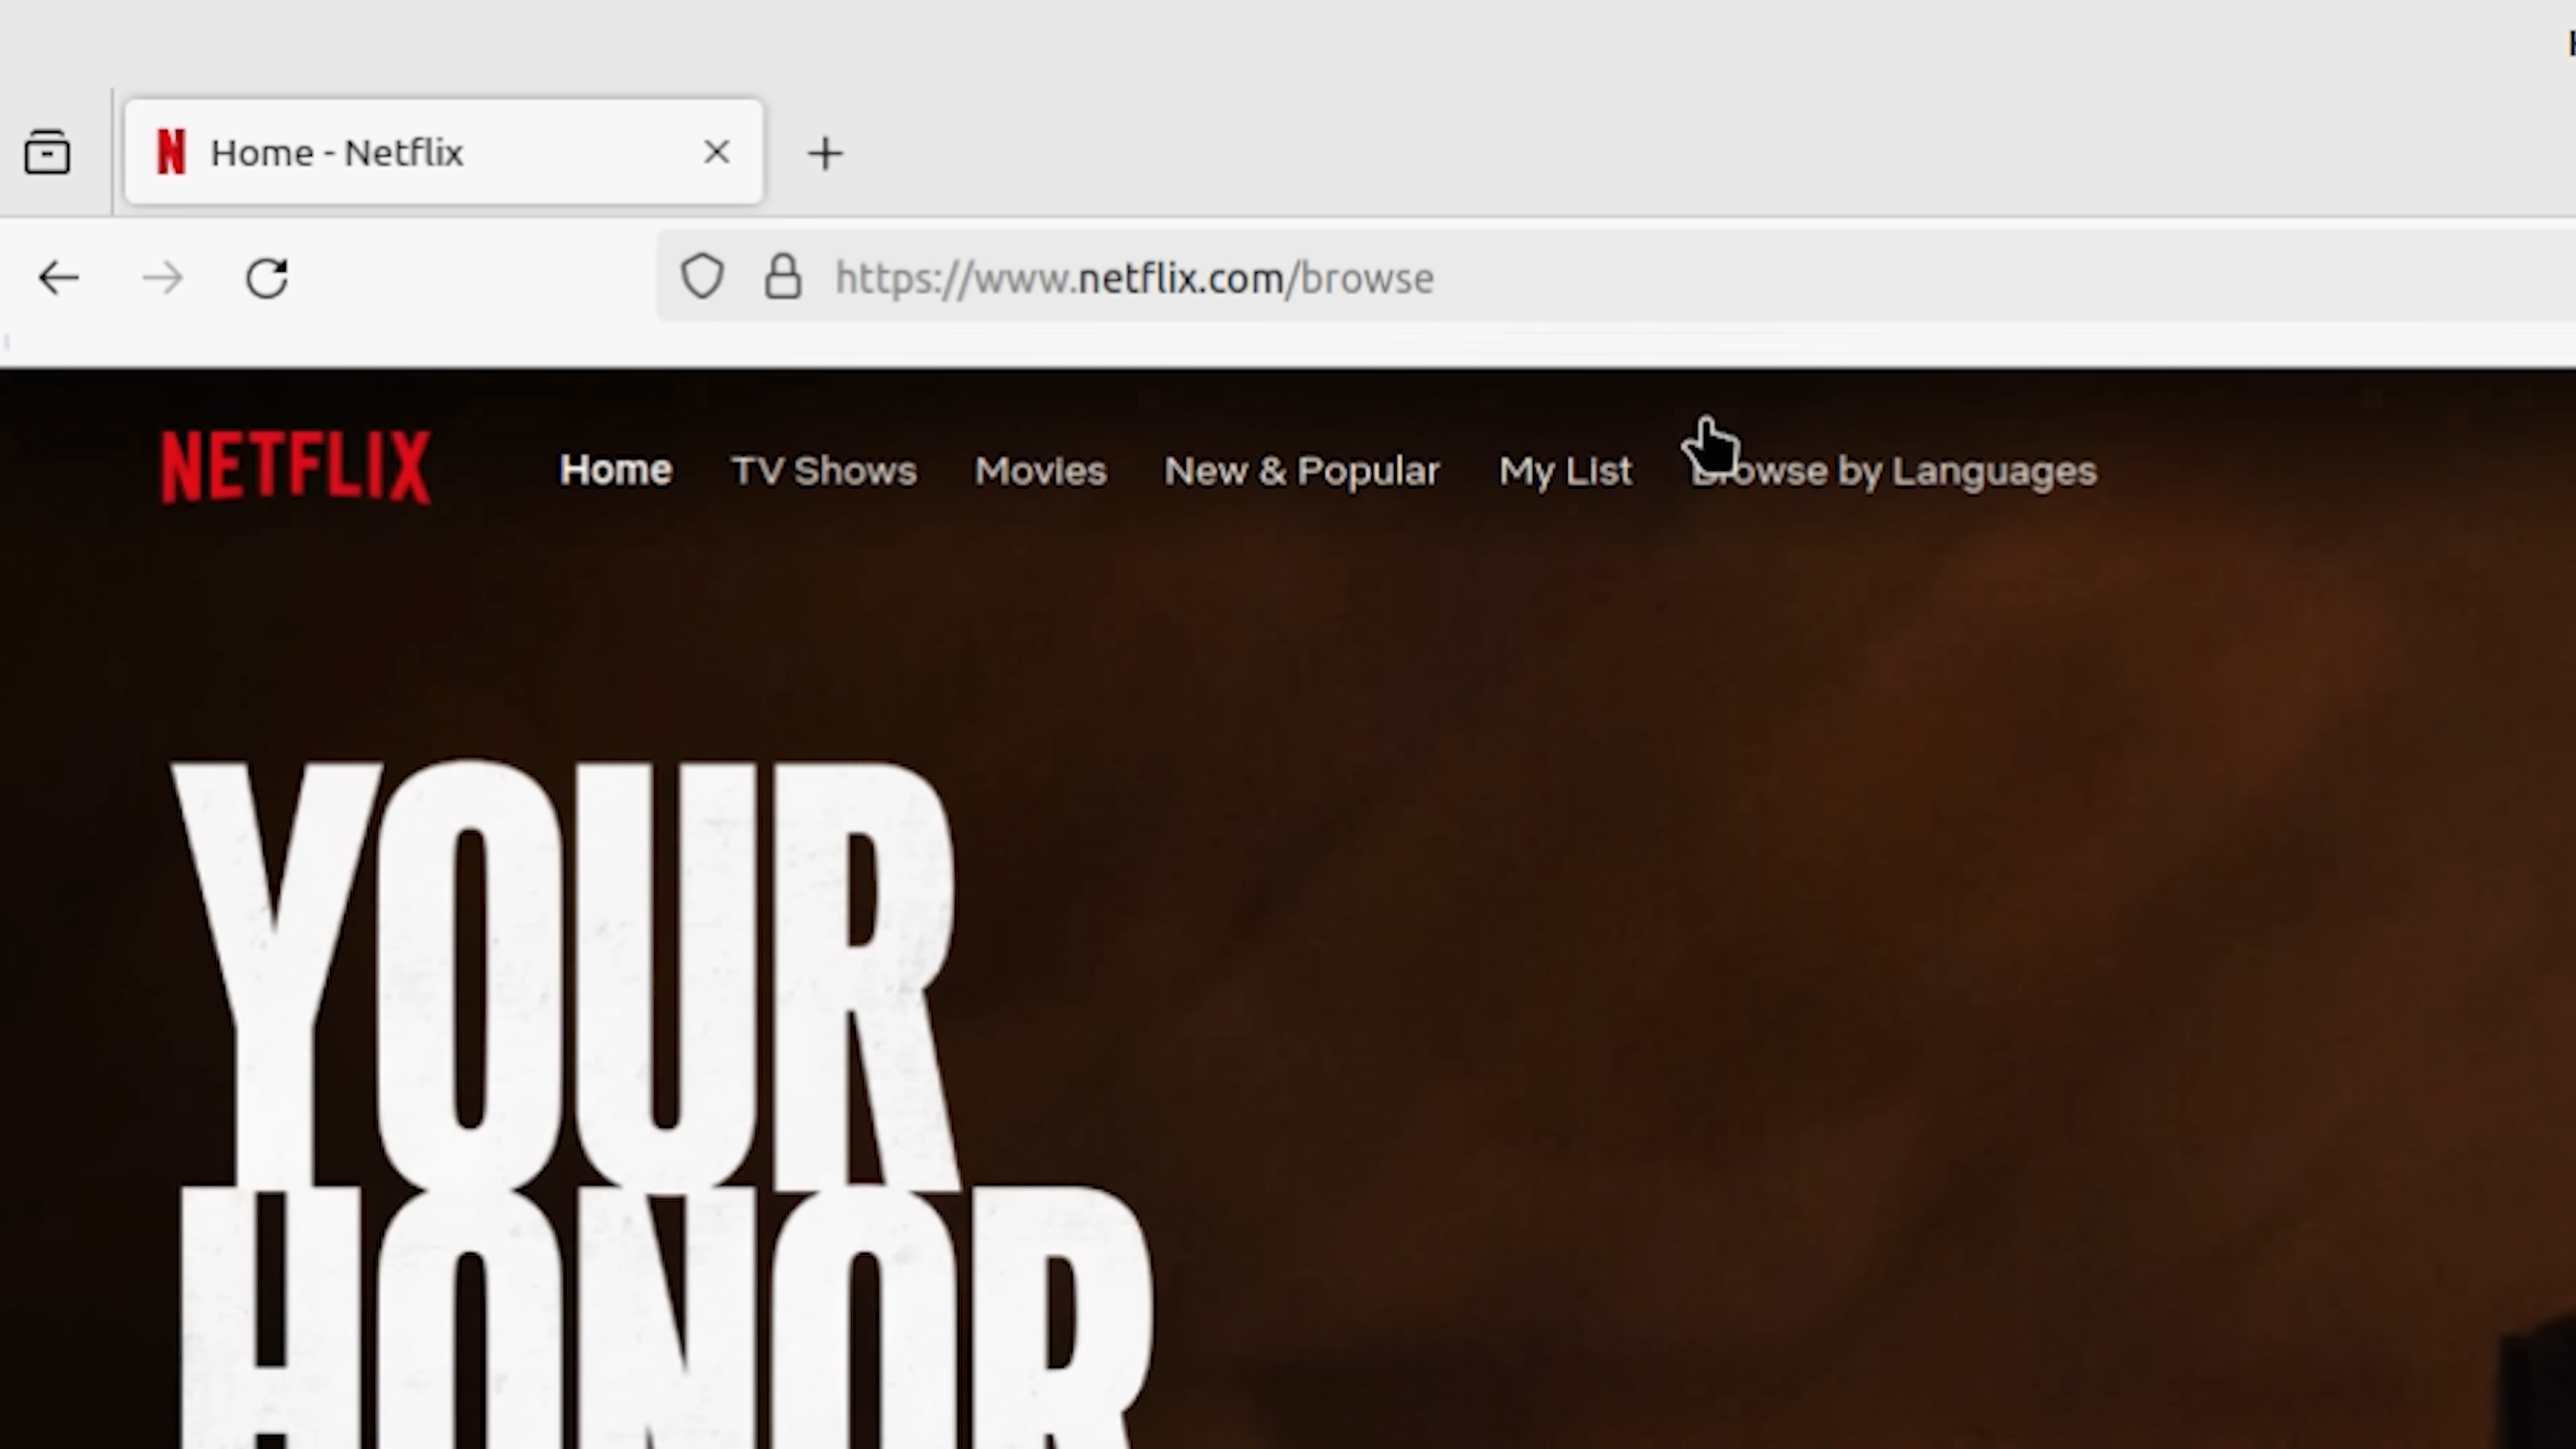 Home - Netflix
https://www.netflix.com/browse
NETFLIX Home TV Shows Movies New & Popular My List Browse by Languages
YOUR
HONOR